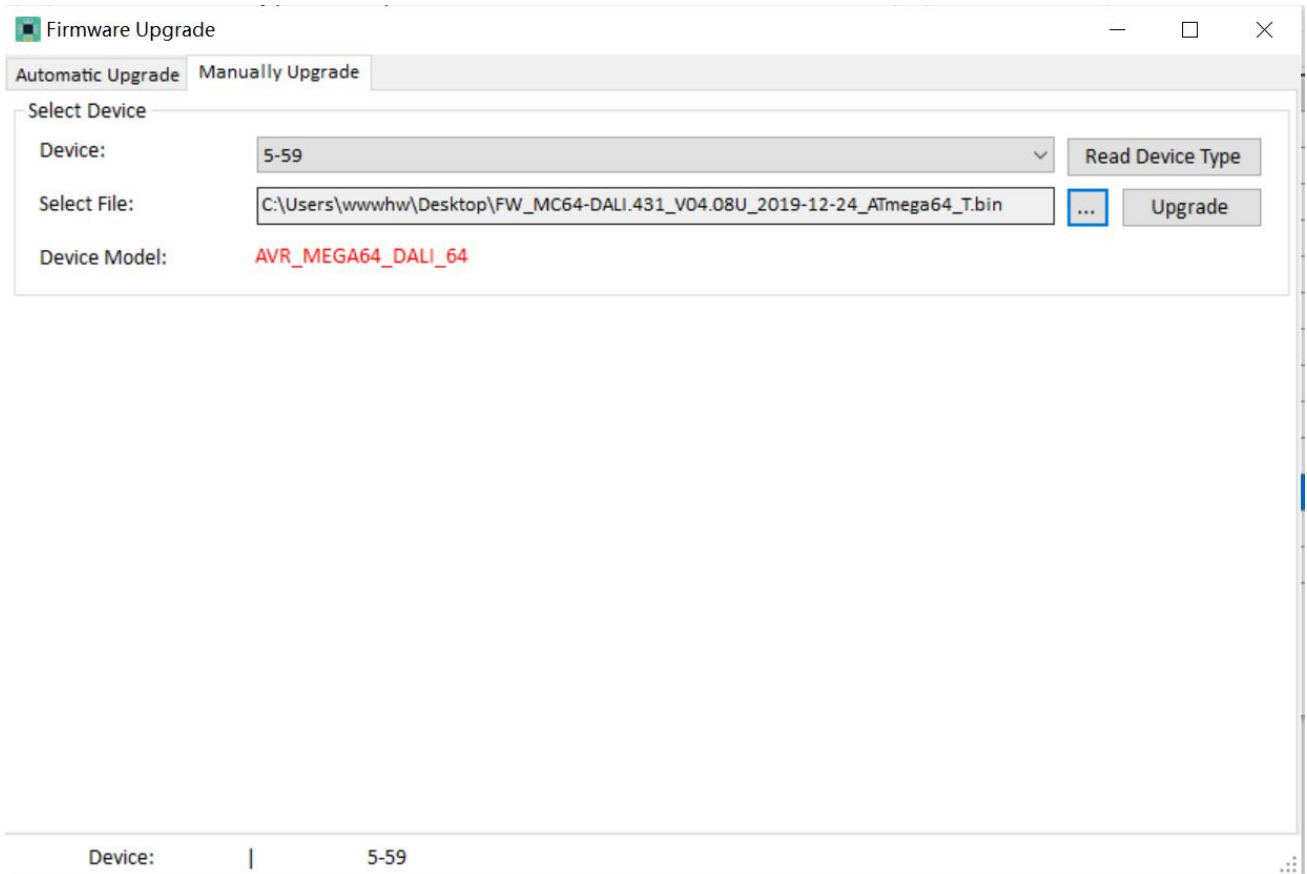 Firmware Upgrade
Automatic Upgrade Manually Upgrade
Select Device
Device: 5-59 Read Device Type
Select File: C:\Users\wwwhw\Desktop\FW_MC64-DALI.431_V04.08U_2019-12-24_ATmega64_T.bin ... Upgrade
Device Model: AVR_MEGA64_DALI_64
Device: | 5-59